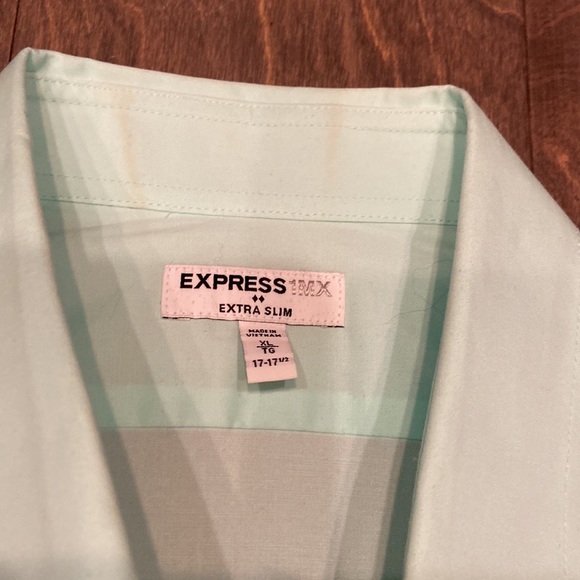 EXPRESS 1MX
EXTRA SLIM
MADE IN
VIETNAM
XL
TG
17-17 1/2